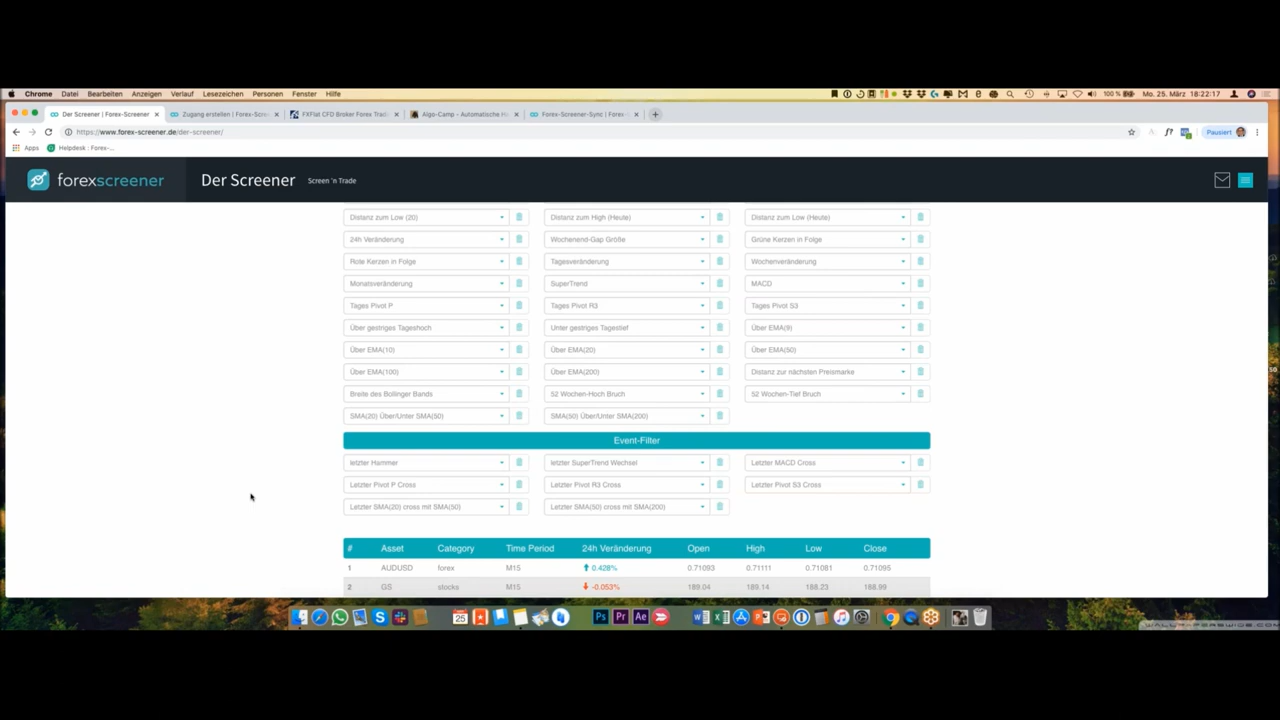 Chrome Datei Bearbeiten Anzeigen Verlauf Lesezeichen Personen Fenster Hilfe 100 % Mo. 25. März 18:22:17
Der Screener | Forex-Screener Zugang erstellen | Forex-Scre FXFlat CFD Broker Forex Trad Algo-Camp - Automatische H Forex-Screener-Sync | Forex-
https://www.forex-screener.de/der-screener/ Pausiert
Apps Helpdesk : Forex-...
forexscreener Der Screener Screen 'n Trade
Distanz zum Low (20) Distanz zum High (Heute) Distanz zum Low (Heute)
24h Veränderung Wochenend-Gap Größe Grüne Kerzen in Folge
Rote Kerzen in Folge Tagesveränderung Wochenveränderung
Monatsveränderung SuperTrend MACD
Tages Pivot P Tages Pivot R3 Tages Pivot S3
Über gestriges Tageshoch Unter gestriges Tagestief Über EMA(9)
Über EMA(10) Über EMA(20) Über EMA(50)
Über EMA(100) Über EMA(200) Distanz zur nächsten Preismarke
Breite des Bollinger Bands 52 Wochen-Hoch Bruch 52 Wochen-Tief Bruch
SMA(20) Über/Unter SMA(50) SMA(50) Über/Unter SMA(200)
Event-Filter
letzter Hammer letzter SuperTrend Wechsel Letzter MACD Cross
Letzter Pivot P Cross Letzter Pivot R3 Cross Letzter Pivot S3 Cross
Letzter SMA(20) cross mit SMA(50) Letzter SMA(50) cross mit SMA(200)
# Asset Category Time Period 24h Veränderung Open High Low Close
1 AUDUSD forex M15 0.428% 0.71093 0.71111 0.71081 0.71095
2 GS stocks M15 -0.053% 189.04 189.14 188.23 188.99
25 Ps Pr Ae